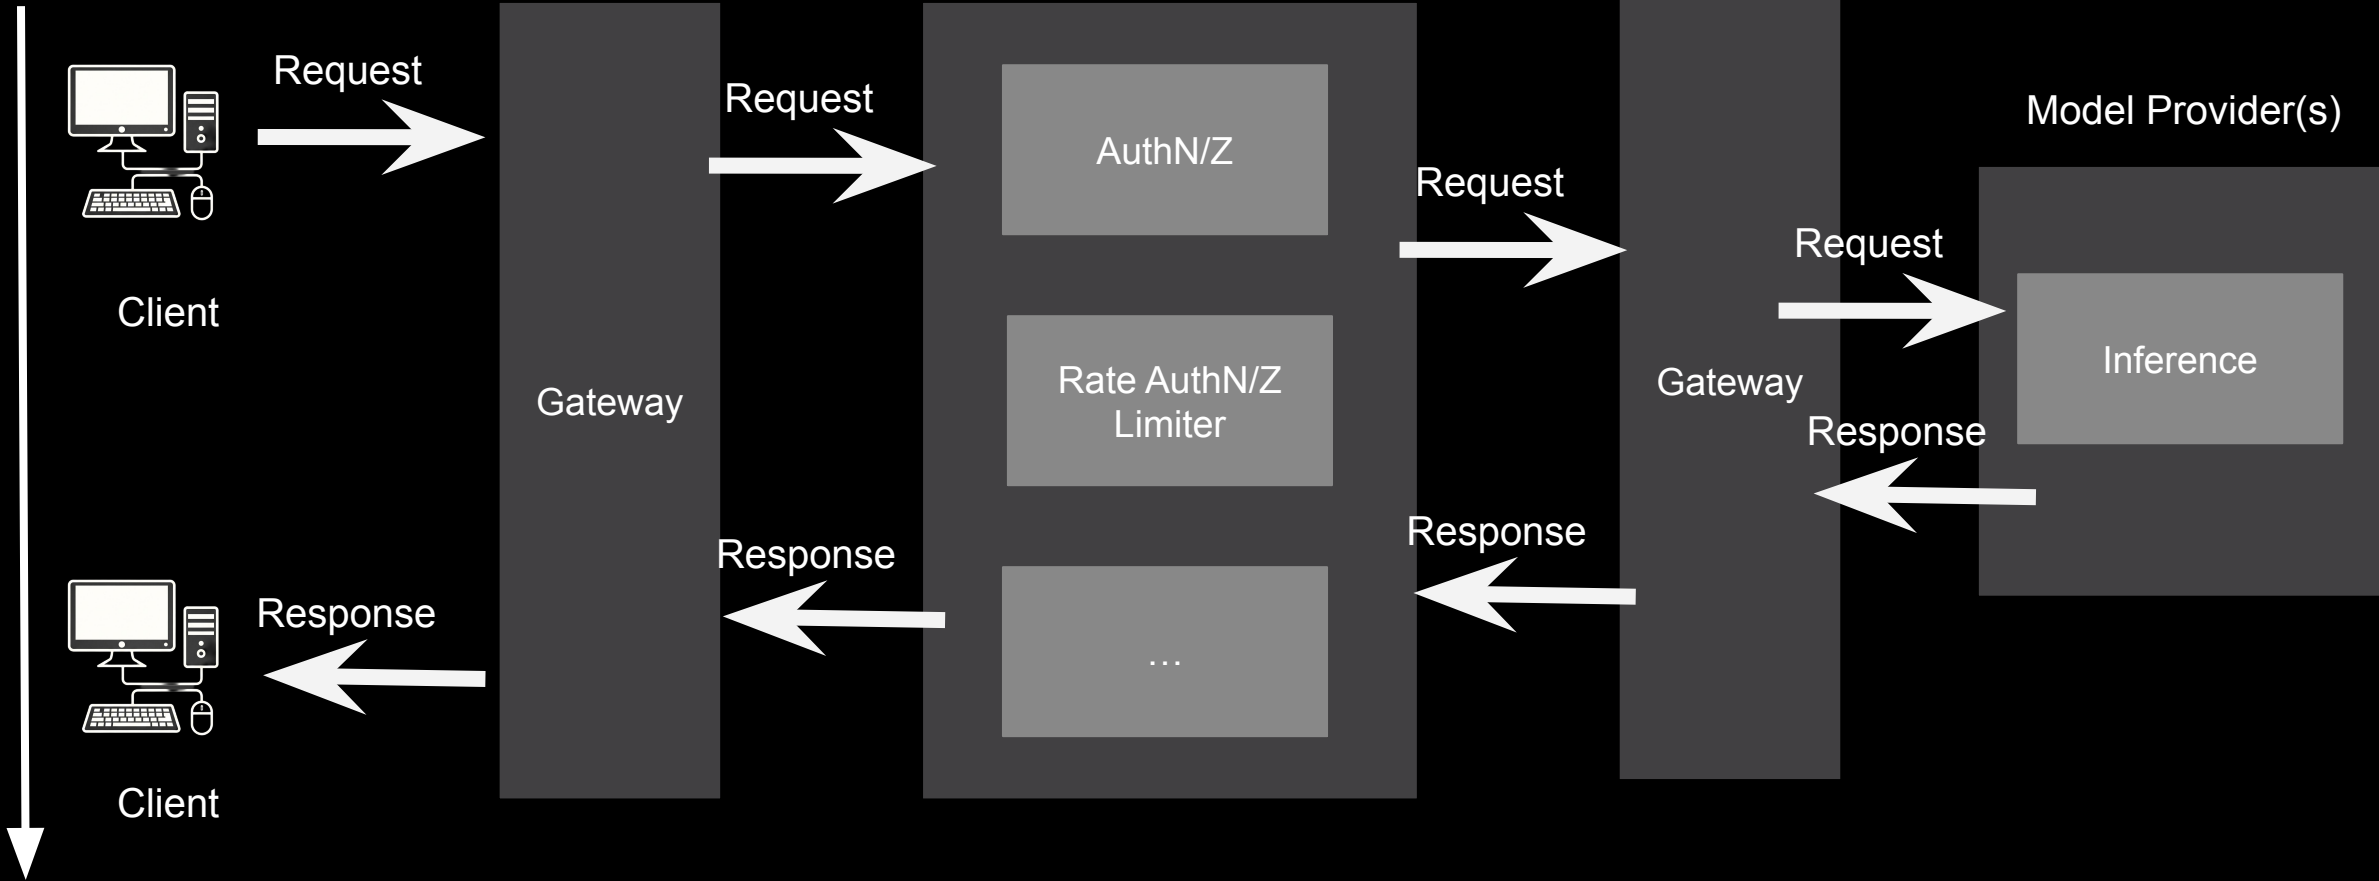 Request
Request
AuthN/Z
Model Provider(s)
Request
Request
Client
Gateway
Rate AuthN/Z
Limiter
Gateway
Inference
Response
Response
Response
Response
...
Client